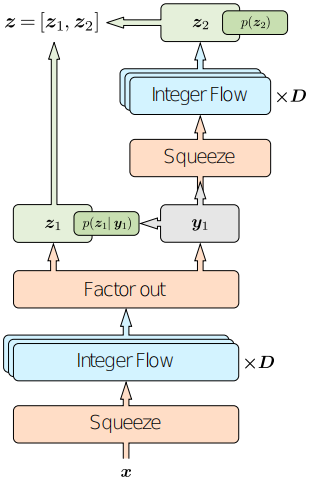 z = [z₁, z₂]
z₂
p(z₂)
Integer Flow
×D
Squeeze
z₁
p(z₁| y₁)
y₁
Factor out
Integer Flow
×D
Squeeze
x